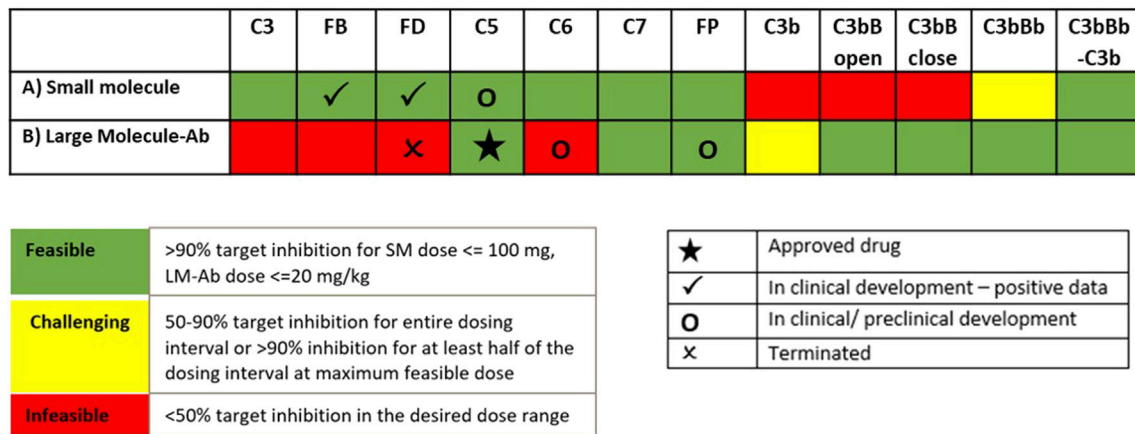 C3 FB FD C5 C6 C7 FP C3b C3bB open C3bB close C3bBb C3bBb -C3b
A) Small molecule ✓ ✓ O
B) Large Molecule-Ab × ★ O O
Feasible >90% target inhibition for SM dose <= 100 mg,
LM-Ab dose <=20 mg/kg
Challenging 50-90% target inhibition for entire dosing
interval or >90% inhibition for at least half of the
dosing interval at maximum feasible dose
Infeasible <50% target inhibition in the desired dose range
★ Approved drug
✓ In clinical development – positive data
O In clinical/ preclinical development
× Terminated